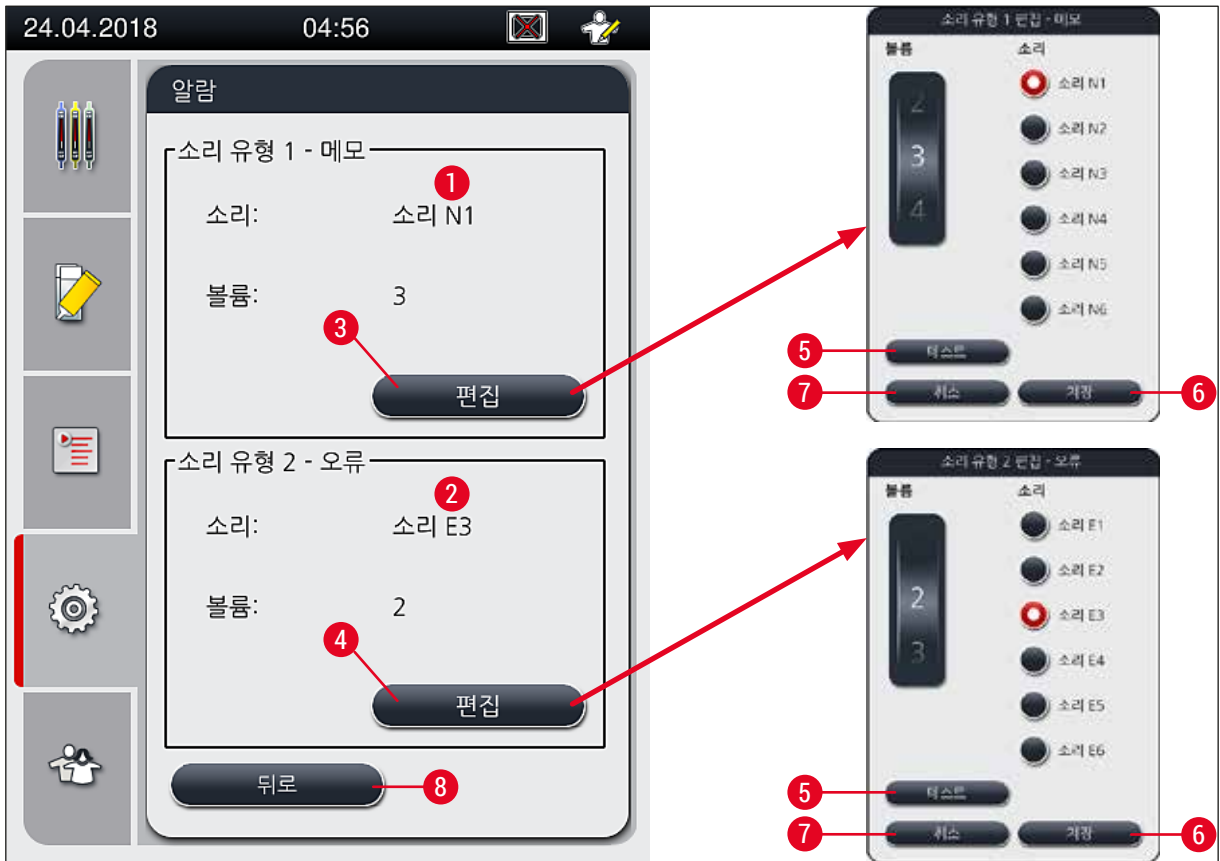 24.04.2018 04:56
알람
소리 유형 1 - 메모
1
소리: 소리 N1
볼륨: 3
3
편집
소리 유형 2 - 오류
2
소리: 소리 E3
볼륨: 2
4
편집
뒤로 8
소리 유형 1 편집 - 메모
볼륨 소리
소리 N1
2
소리 N2
3
소리 N3
4
소리 N4
소리 N5
소리 N6
5 테스트
7 취소 저장 6
소리 유형 2 편집 - 오류
볼륨 소리
소리 E1
소리 E2
2
소리 E3
3
소리 E4
소리 E5
소리 E6
5 테스트
7 취소 저장 6